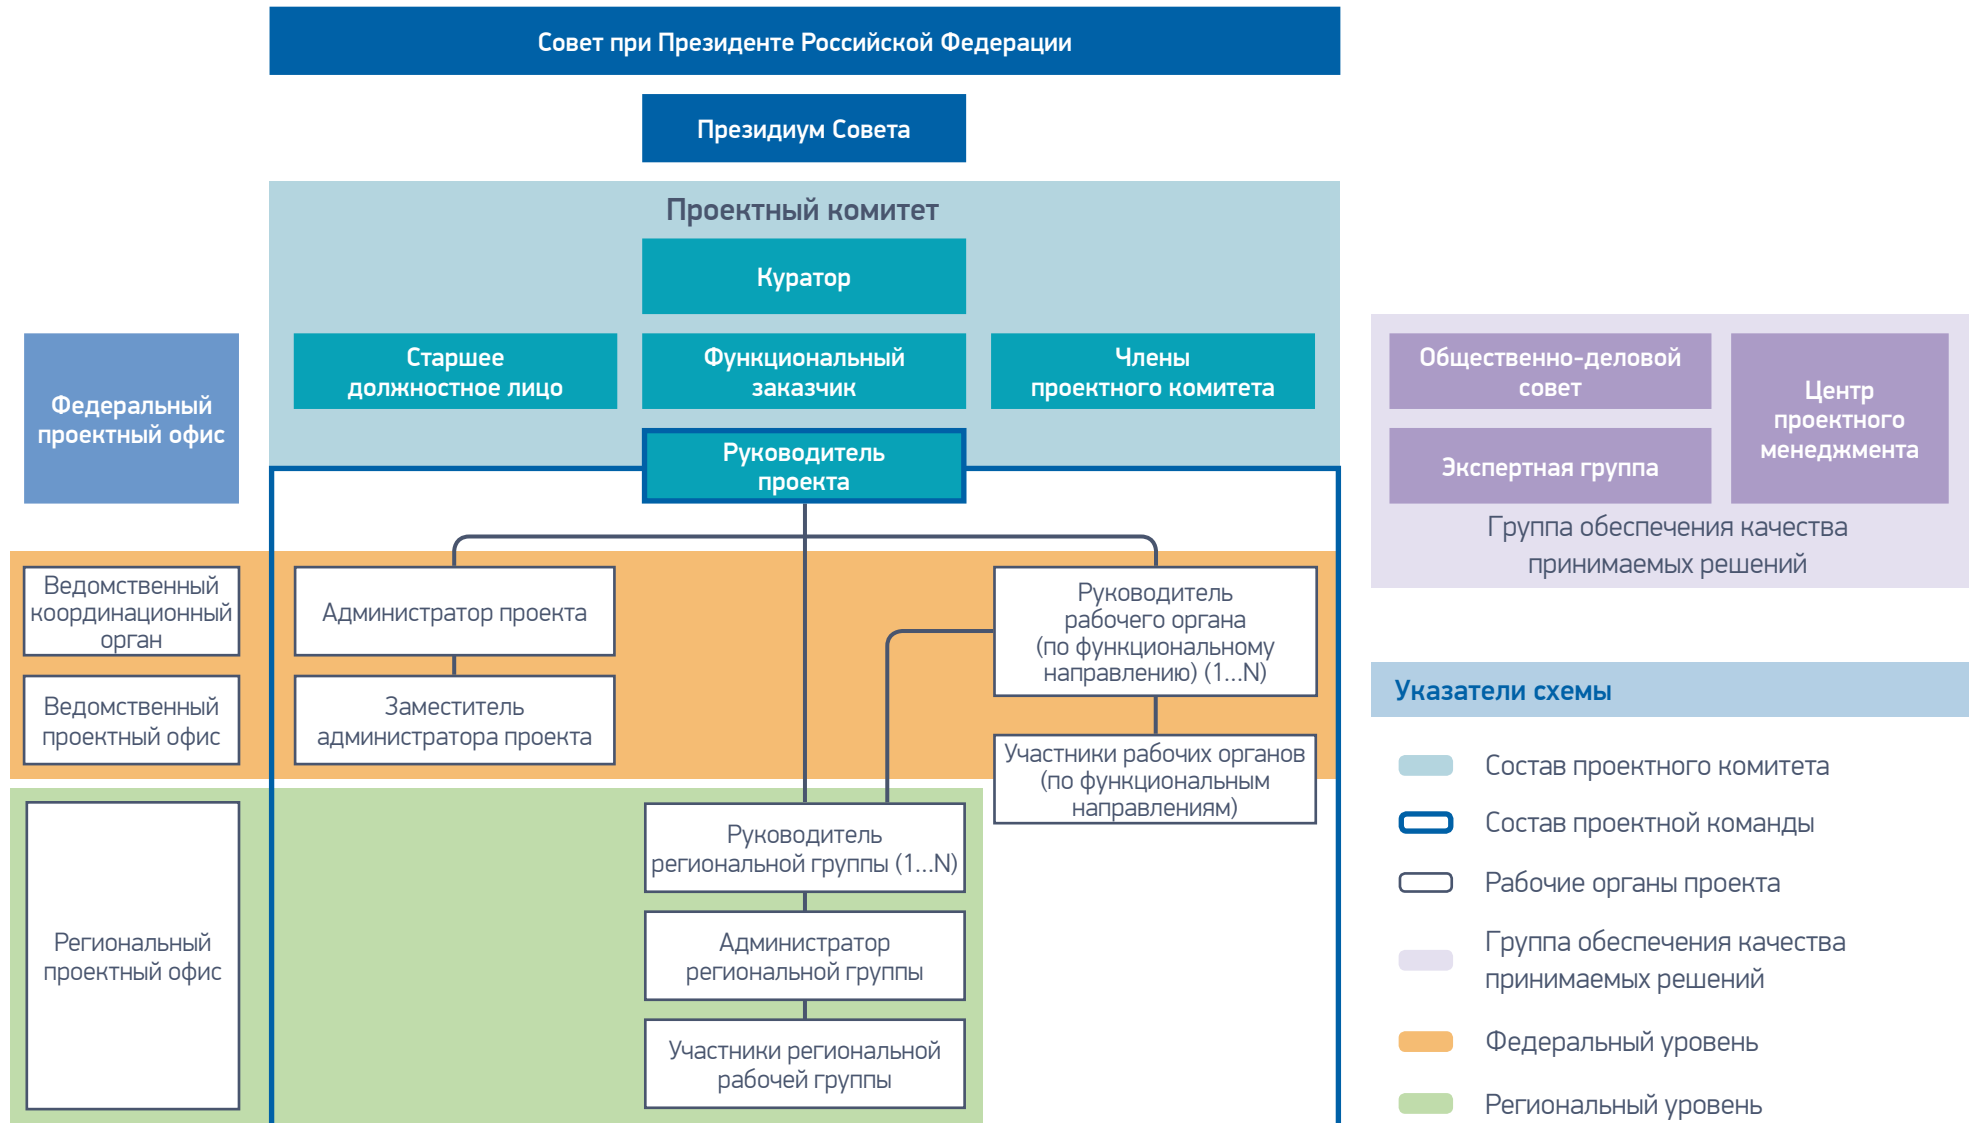 Совет при Президенте Российской Федерации
Президиум Совета
Проектный комитет
Куратор
Старшее
должностное лицо
Функциональный
заказчик
Члены
проектного комитета
Руководитель
проекта
Федеральный
проектный офис
Общественно-деловой
совет
Экспертная группа
Центр
проектного
менеджмента
Группа обеспечения качества
принимаемых решений
Ведомственный
координационный
орган
Ведомственный
проектный офис
Администратор проекта
Заместитель
администратора проекта
Руководитель
рабочего органа
(по функциональному
направлению) (1...N)
Участники рабочих органов
(по функциональным
направлениям)
Региональный
проектный офис
Руководитель
региональной группы (1...N)
Администратор
региональной группы
Участники региональной
рабочей группы
Указатели схемы
Состав проектного комитета
Состав проектной команды
Рабочие органы проекта
Группа обеспечения качества
принимаемых решений
Федеральный уровень
Региональный уровень